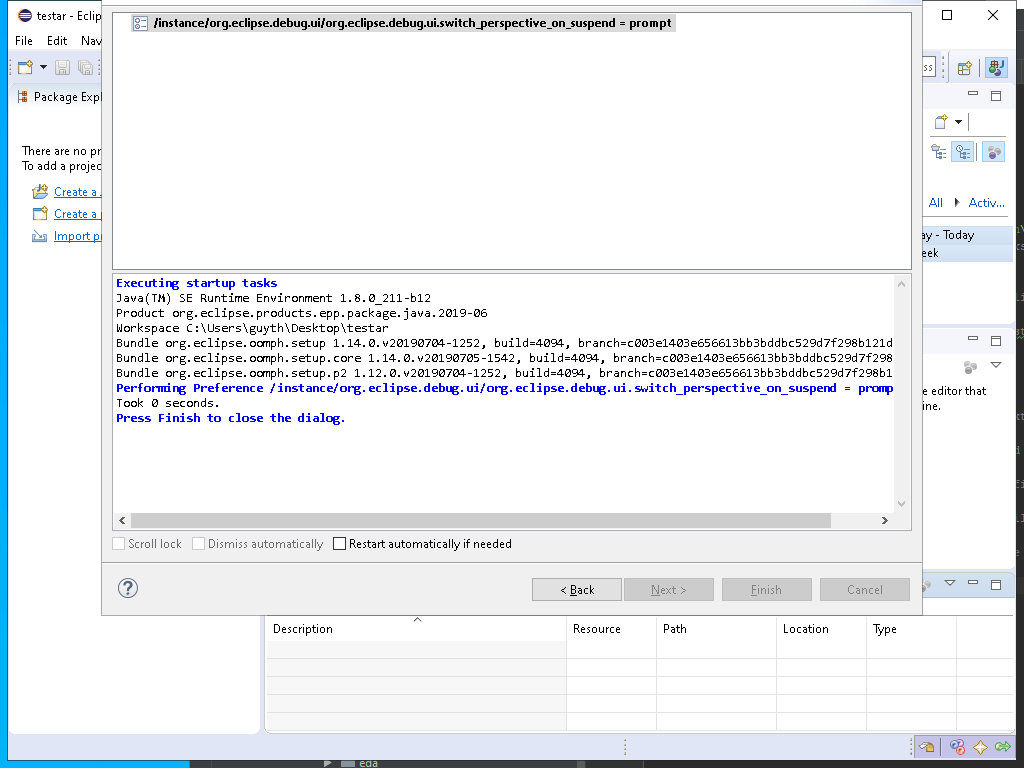 testar - Eclip
File Edit Nav
Package Expl
There are no pr
To add a projec
Create a
Create a
Import p
/instance/org.eclipse.debug.ui/org.eclipse.debug.ui.switch_perspective_on_suspend = prompt
Executing startup tasks
Java(TM) SE Runtime Environment 1.8.0_211-b12
Product org.eclipse.products.epp.package.java.2019-06
Workspace C:\Users\guyth\Desktop\testar
Bundle org.eclipse.oomph.setup 1.14.0.v20190704-1252, build=4094, branch=c003e1403e656613bb3bddbc529d7f298b121d
Bundle org.eclipse.oomph.setup.core 1.14.0.v20190705-1542, build=4094, branch=c003e1403e656613bb3bddbc529d7f298
Bundle org.eclipse.oomph.setup.p2 1.12.0.v20190704-1252, build=4094, branch=c003e1403e656613bb3bddbc529d7f298b1
Performing Preference /instance/org.eclipse.debug.ui/org.eclipse.debug.ui.switch_perspective_on_suspend = promp
Took 0 seconds.
Press Finish to close the dialog.
Scroll lock Dismiss automatically Restart automatically if needed
< Back Next > Finish Cancel
ss
All Activ...
ay - Today
eek
e editor that
ine.
Description Resource Path Location Type
eda